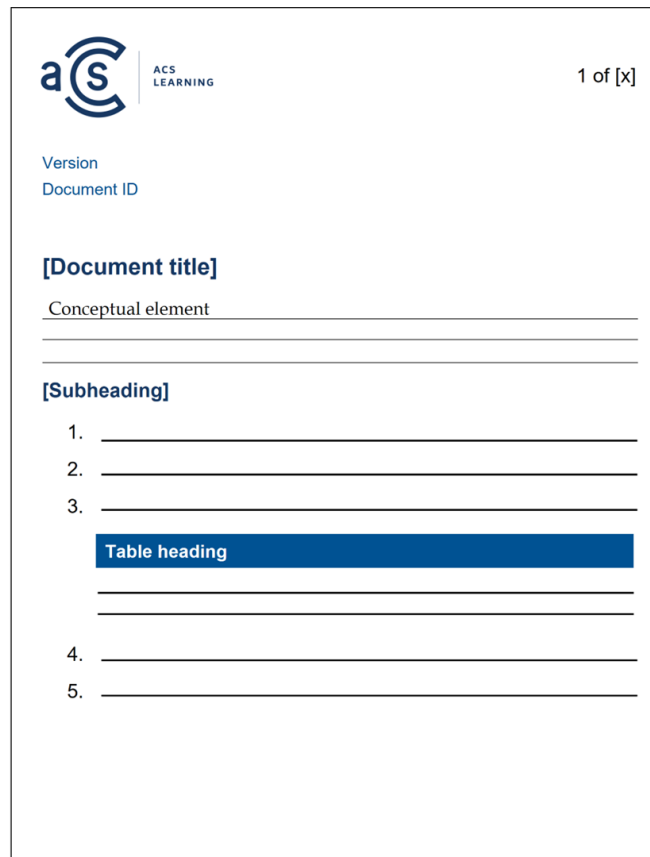 acs
ACS
LEARNING
1 of [x]
Version
Document ID
[Document title]
Conceptual element
[Subheading]
1.
2.
3.
Table heading
4.
5.